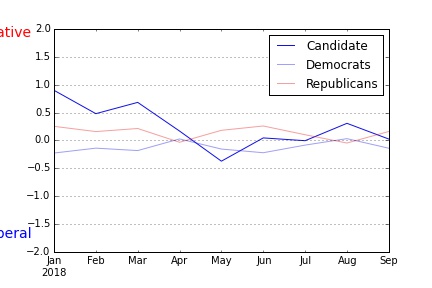 ative
peral
2.0
1.5
1.0
0.5
0.0
−0.5
−1.0
−1.5
−2.0
Jan
2018
Feb
Mar
Apr
May
Jun
Jul
Aug
Sep
Candidate
Democrats
Republicans